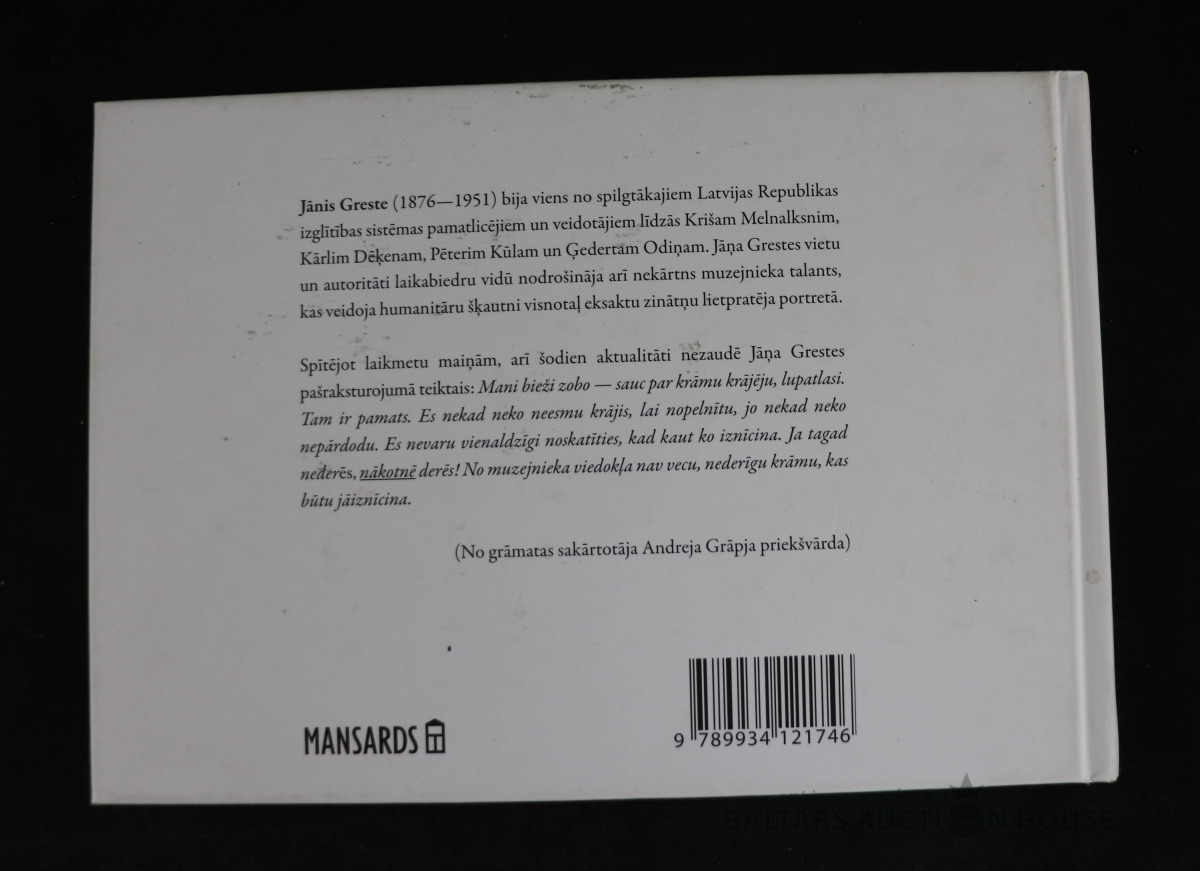 Jānis Greste (1876—1951) bija viens no spilgtākajiem Latvijas Republikas
izglītības sistēmas pamatlicējiem un veidotājiem līdzās Krišam Melnalksnim,
Kārlim Dēķenam, Pēterim Kūlam un Ģedertam Odiņam. Jāņa Grestes vietu
un autoritāti laikabiedru vidū nodrošināja arī nekārtns muzejnieka talants,
kas veidoja humanitāru šķautni visnotaļ eksaktu zinātņu lietpratēja portretā.
Spītējot laikmetu maiņām, arī šodien aktualitāti nezaudē Jāņa Grestes
pašraksturojumā teiktais: Mani bieži zobo — sauc par krāmu krājēju, lupatlasi.
Tam ir pamats. Es nekad neko neesmu krājis, lai nopelnītu, jo nekad neko
nepārdodu. Es nevaru vienaldzīgi noskatīties, kad kaut ko iznīcina. Ja tagad
nederēs, nākotnē derēs! No muzejnieka viedokļa nav vecu, nederīgu krāmu, kas
būtu jāiznīcina.
(No grāmatas sakārtotāja Andreja Grāpja priekšvārda)
MANSARDS
9 789934 121746
BALTARS AUCTION HOUSE